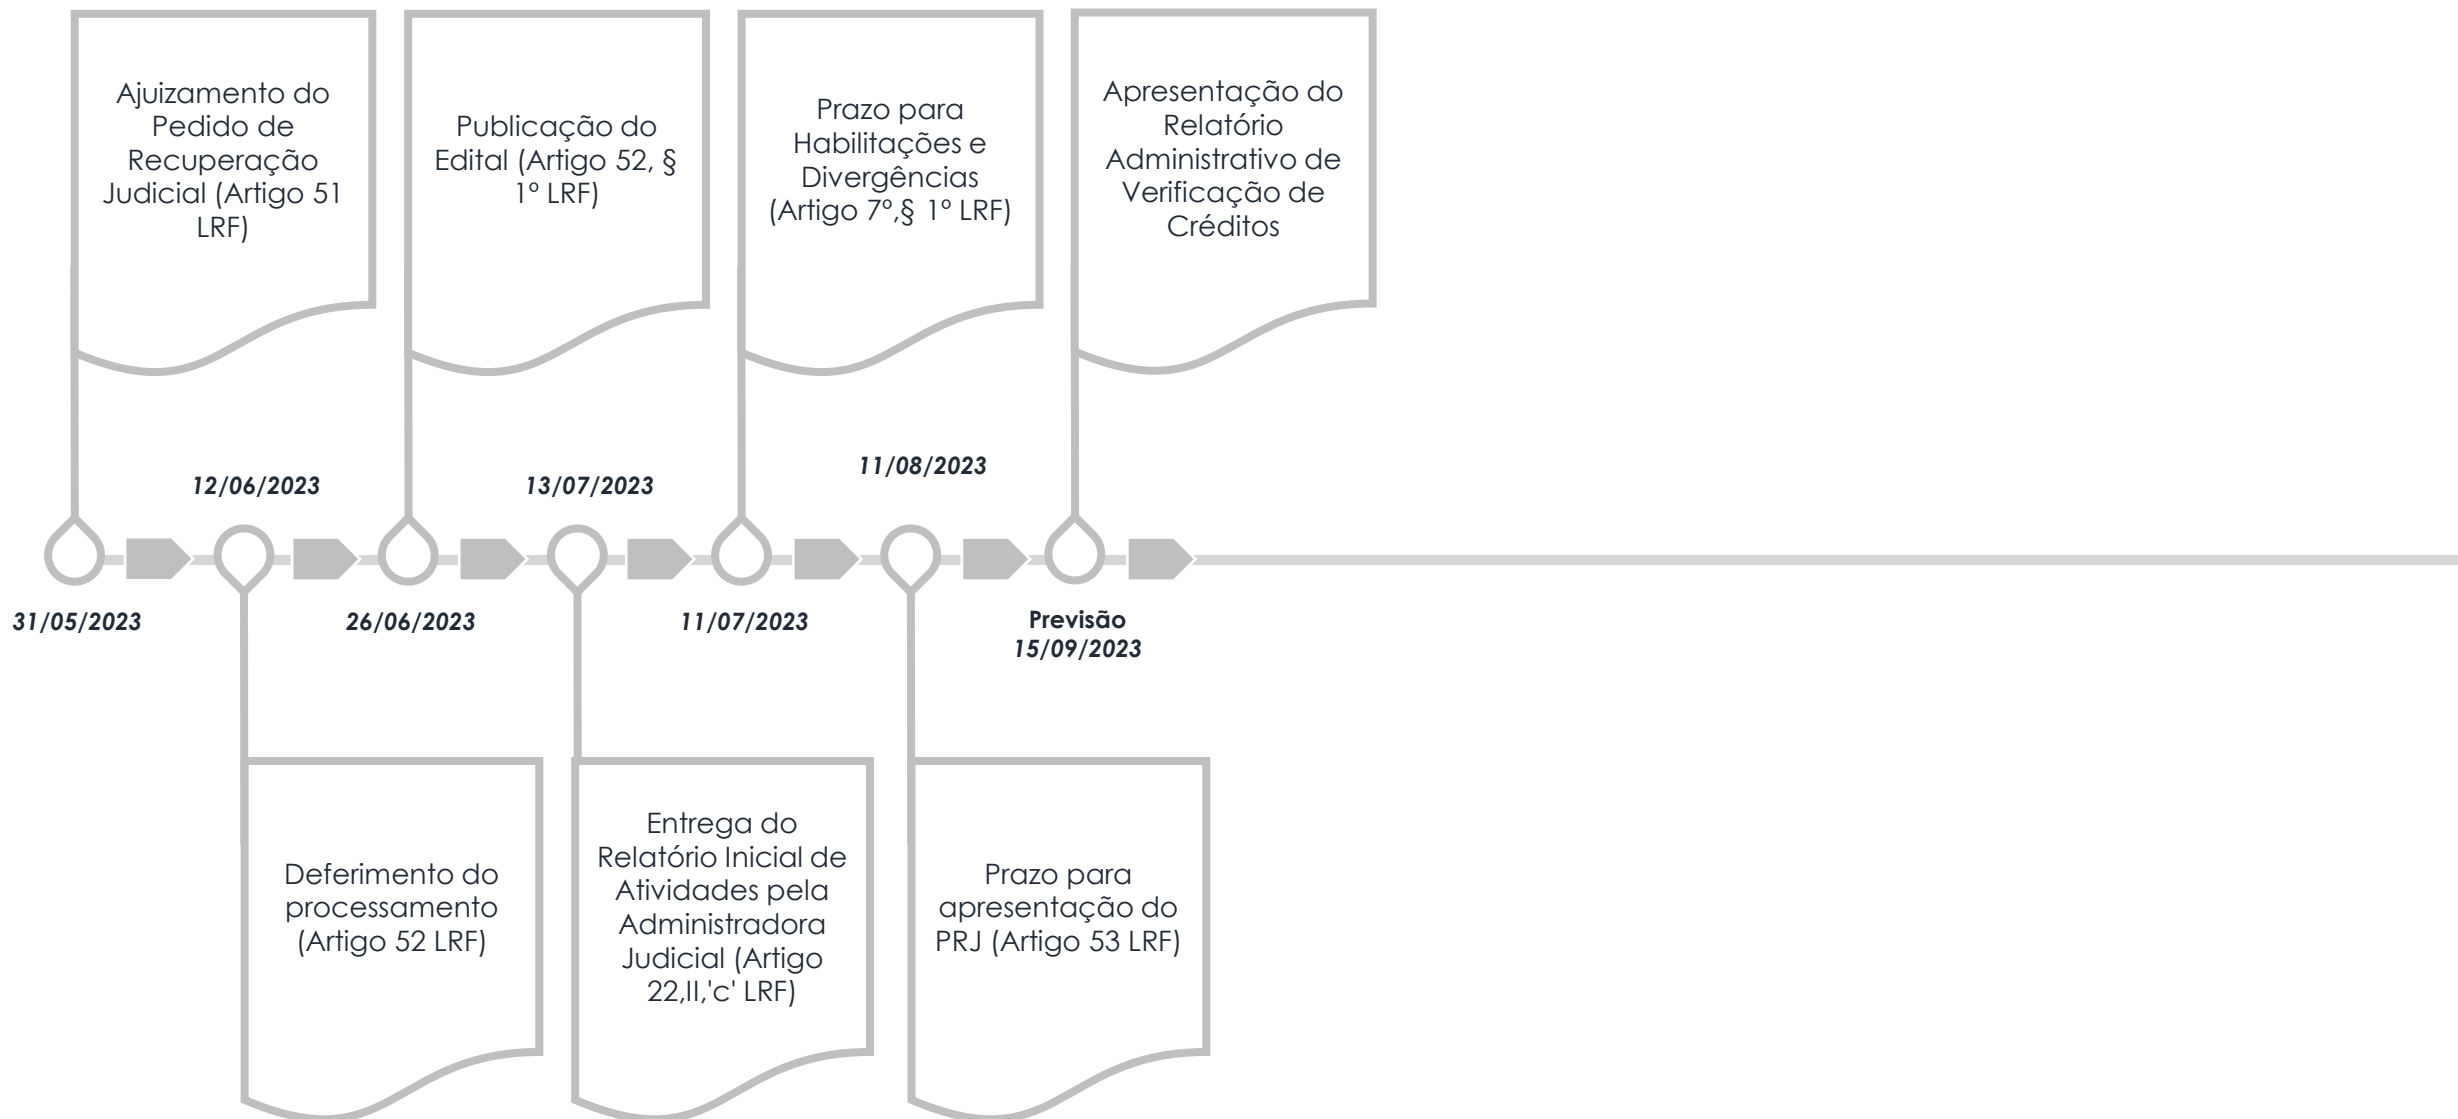 Ajuizamento do
Pedido de
Recuperação
Judicial (Artigo 51
LRF)
Publicação do
Edital (Artigo 52, §
1º LRF)
Prazo para
Habilitações e
Divergências
(Artigo 7º,§ 1º LRF)
Apresentação do
Relatório
Administrativo de
Verificação de
Créditos
12/06/2023
13/07/2023
11/08/2023
31/05/2023
26/06/2023
11/07/2023
Previsão
15/09/2023
Deferimento do
processamento
(Artigo 52 LRF)
Entrega do
Relatório Inicial de
Atividades pela
Administradora
Judicial (Artigo
22,II,'c' LRF)
Prazo para
apresentação do
PRJ (Artigo 53 LRF)